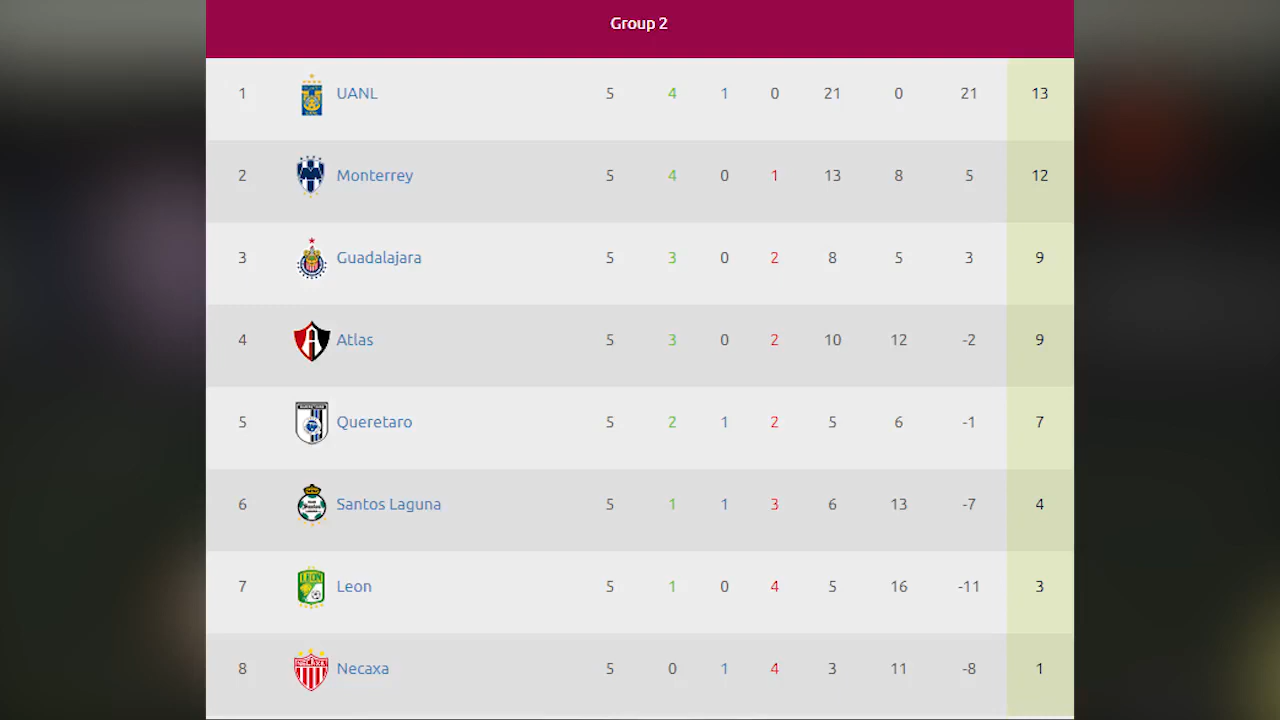 Group 2
1 UANL 5 4 1 0 21 0 21 13
2 Monterrey 5 4 0 1 13 8 5 12
3 Guadalajara 5 3 0 2 8 5 3 9
4 Atlas 5 3 0 2 10 12 -2 9
5 Queretaro 5 2 1 2 5 6 -1 7
6 Santos Laguna 5 1 1 3 6 13 -7 4
7 LEON Leon 5 1 0 4 5 16 -11 3
8 Necaxa 5 0 1 4 3 11 -8 1